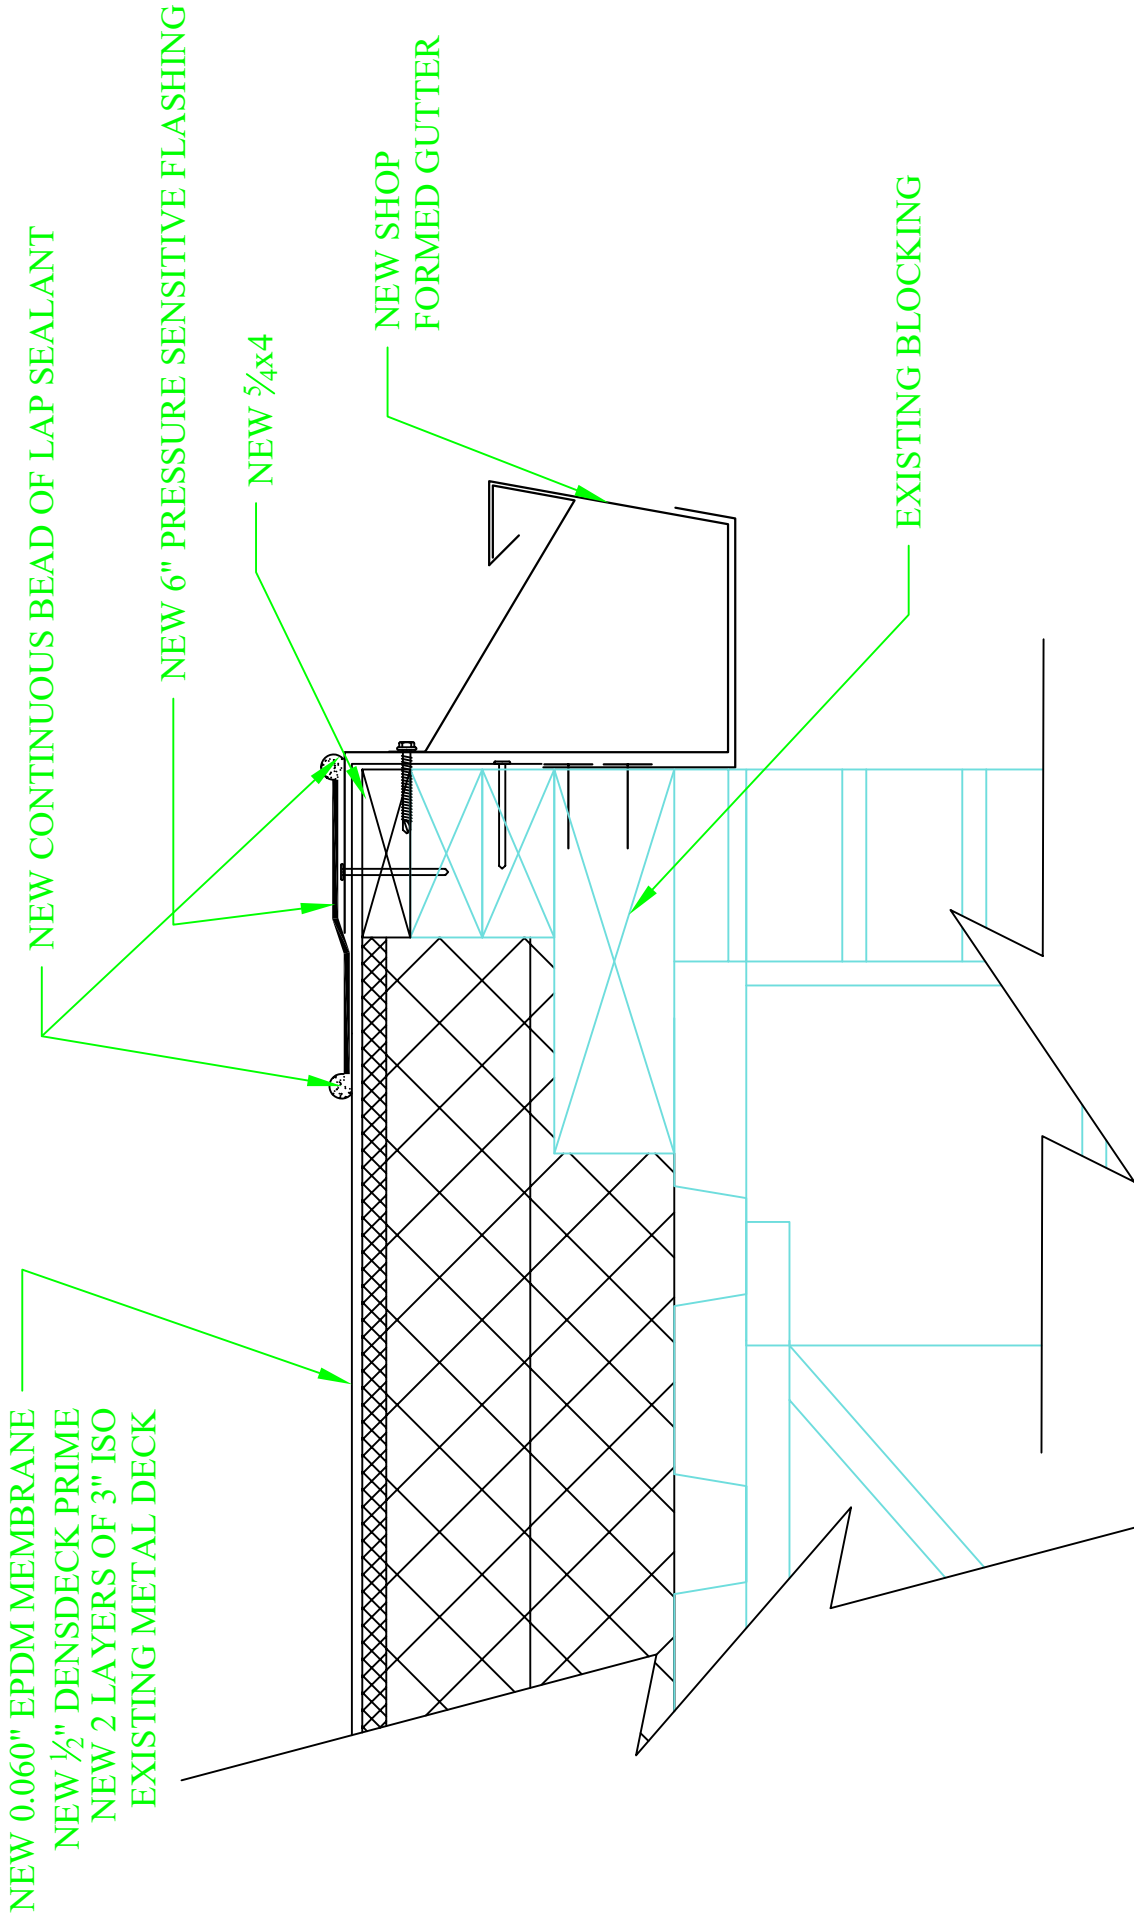 NEW 0.060" EPDM MEMBRANE
NEW ½" DENSDECK PRIME
NEW 2 LAYERS OF 3" ISO
EXISTING METAL DECK
NEW CONTINUOUS BEAD OF LAP SEALANT
NEW 6" PRESSURE SENSITIVE FLASHING
NEW ⁵⁄₄x4
NEW SHOP
FORMED GUTTER
EXISTING BLOCKING